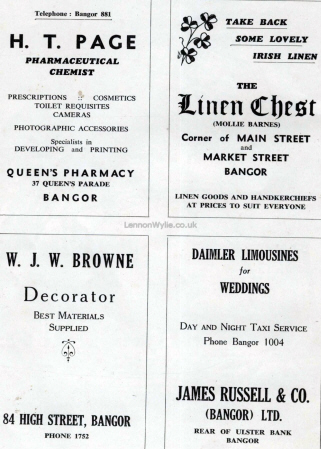 Telephone : Bangor 881
H. T. PAGE
PHARMACEUTICAL
CHEMIST
PRESCRIPTIONS COSMETICS
TOILET REQUISITES
CAMERAS
PHOTOGRAPHIC ACCESSORIES
Specialists in
DEVELOPING and PRINTING
QUEEN'S PHARMACY
37 QUEEN'S PARADE
BANGOR
TAKE BACK
SOME LOVELY
IRISH LINEN
THE
Linen Chest
(MOLLIE BARNES)
Corner of MAIN STREET
and
MARKET STREET
BANGOR
LINEN GOODS AND HANDKERCHIEFS
AT PRICES TO SUIT EVERYONE
LennonWylie.co.uk
W. J. W. BROWNE
Decorator
BEST MATERIALS
SUPPLIED
84 HIGH STREET, BANGOR
PHONE 1752
DAIMLER LIMOUSINES
for
WEDDINGS
DAY AND NIGHT TAXI SERVICE
Phone Bangor 1004
JAMES RUSSELL & CO.
(BANGOR) LTD.
REAR OF ULSTER BANK
BANGOR